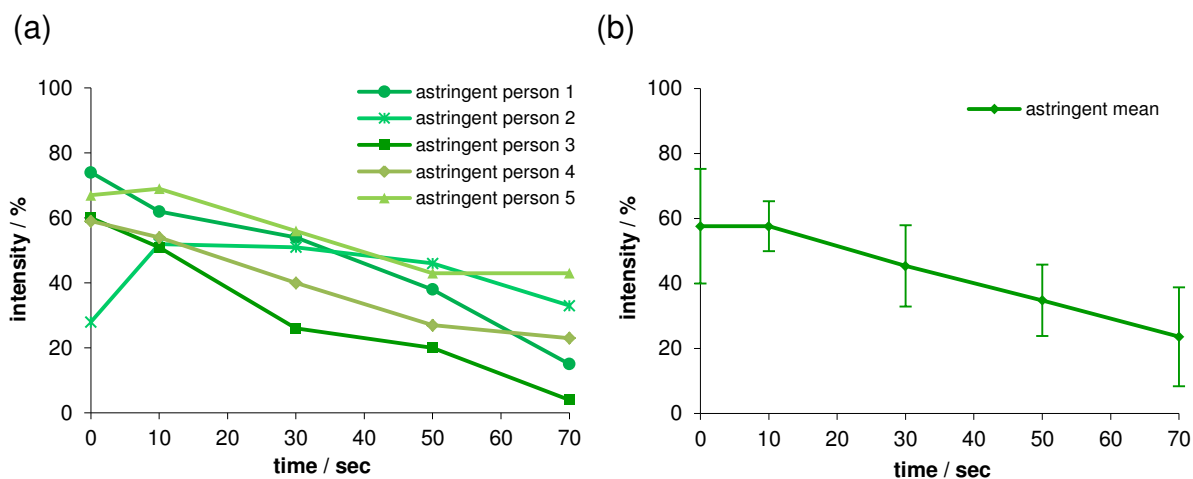 (a)
intensity / %
100
80
60
40
20
0
0 10 20 30 40 50 60 70
time / sec
astringent person 1
astringent person 2
astringent person 3
astringent person 4
astringent person 5
(b)
intensity / %
100
80
60
40
20
0
0 10 20 30 40 50 60 70
time / sec
astringent mean